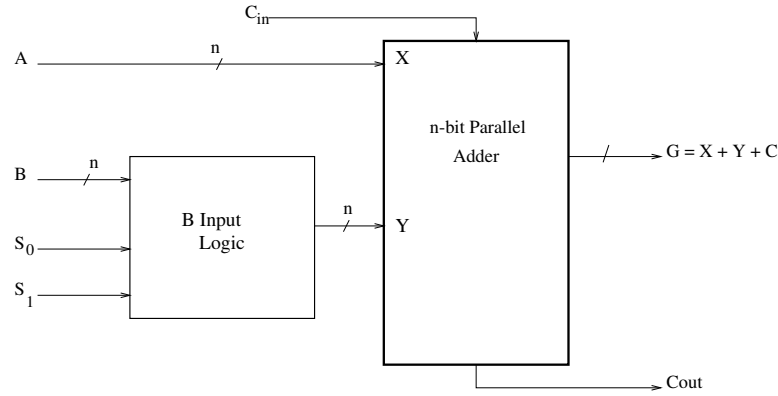 C_in
A
n
X
n-bit Parallel
Adder
G = X + Y + C
B
n
B Input
Logic
n
Y
S_0
S_1
Cout